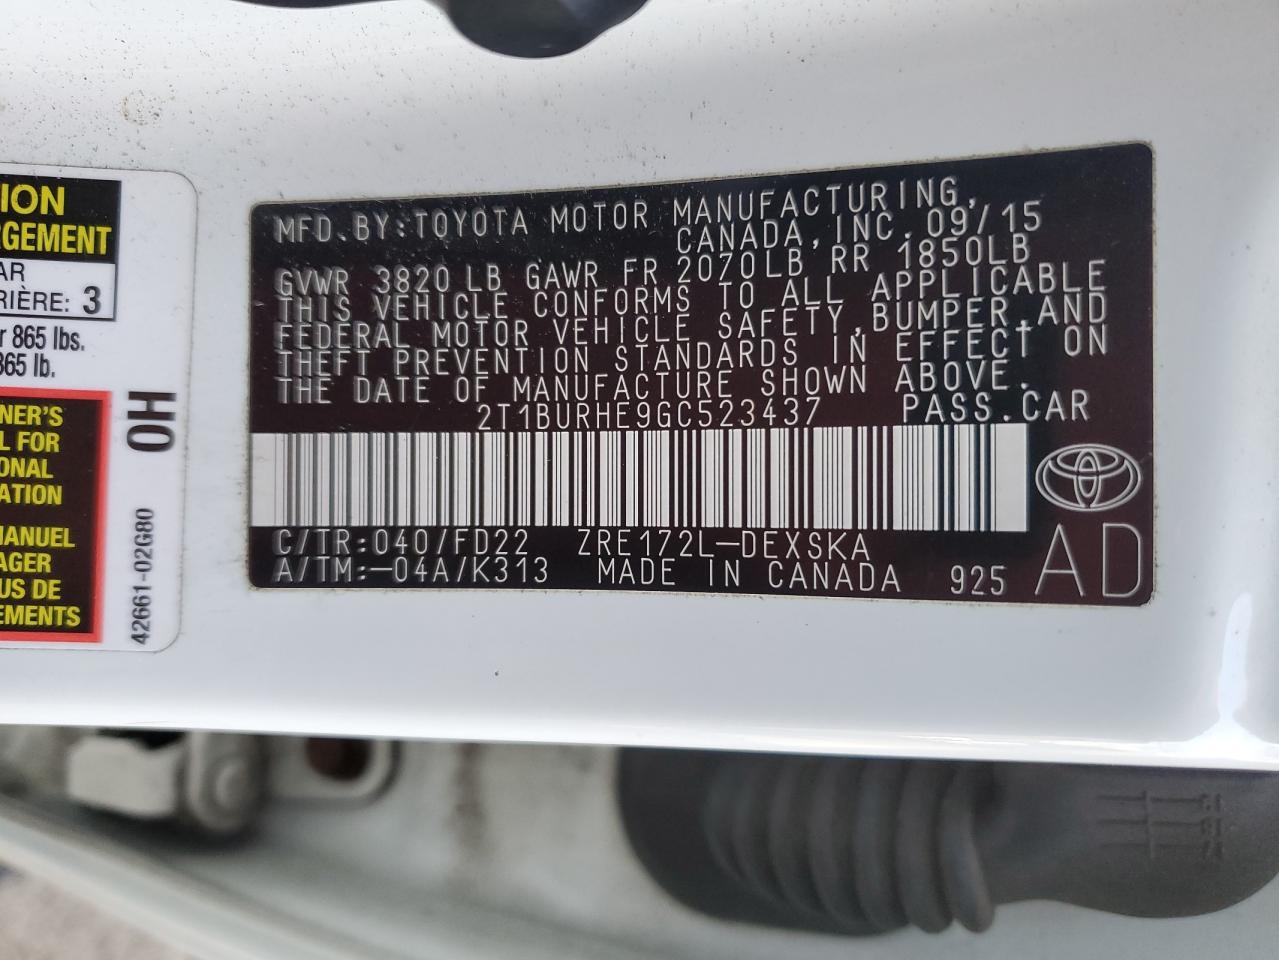 TION
RGEMENT
AR
RIÈRE: 3
r 865 lbs.
865 lb.
NER'S
L FOR
ONAL
ATION
MANUEL
AGER
US DE
EMENTS
OH
42661-02G80
MFD.BY:TOYOTA MOTOR MANUFACTURING,
CANADA,INC.09/15
GVWR 3820 LB GAWR FR 2070LB RR 1850LB
THIS VEHICLE CONFORMS TO ALL APPLICABLE
FEDERAL MOTOR VEHICLE SAFETY,BUMPER,AND
THEFT PREVENTION STANDARDS IN EFFECT ON
THE DATE OF MANUFACTURE SHOWN ABOVE.
2T1BURHE9GC523437 PASS.CAR
C/TR:040/FD22 ZRE172L-DEXSKA
A/TM:-04A/K313 MADE IN CANADA 925 AD